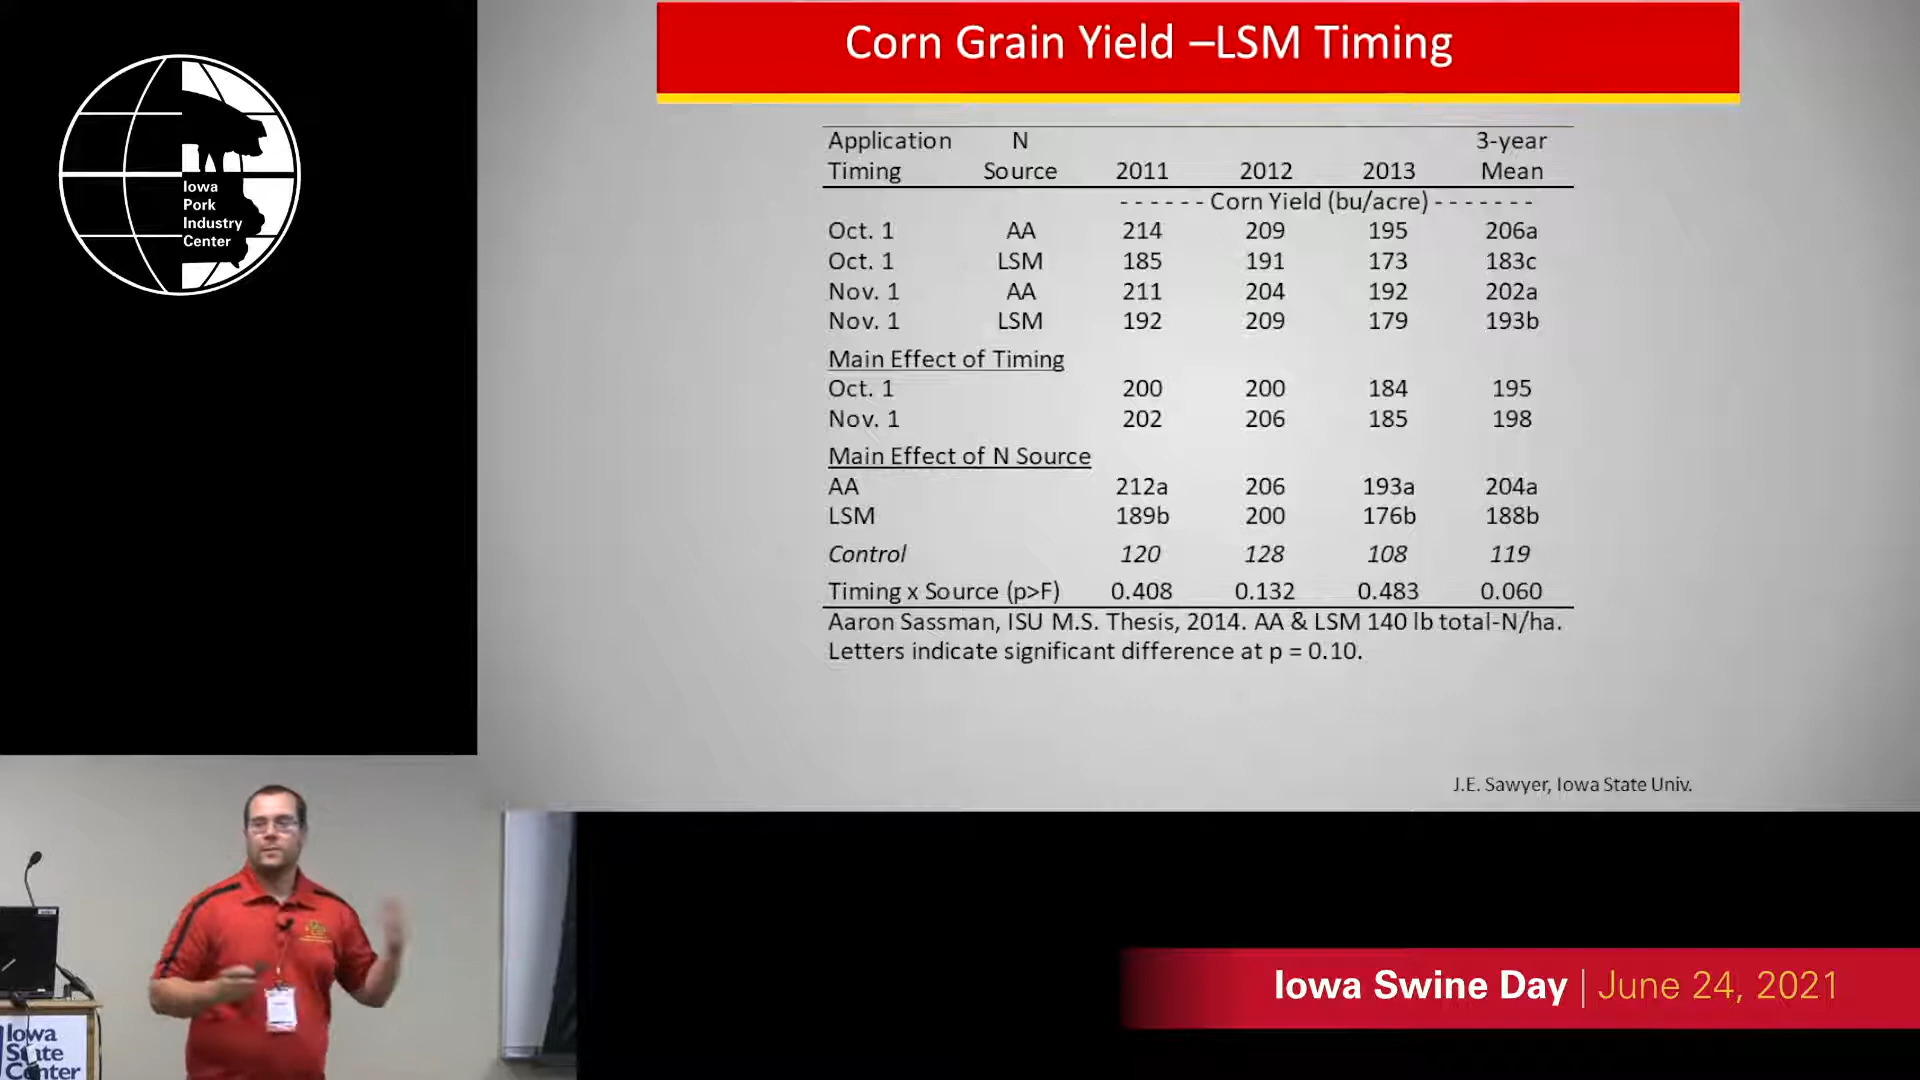 Iowa
Pork
Industry
Center
Corn Grain Yield –LSM Timing
Application N 3-year
Timing Source 2011 2012 2013 Mean
- - - - - - Corn Yield (bu/acre) - - - - - - -
Oct. 1 AA 214 209 195 206a
Oct. 1 LSM 185 191 173 183c
Nov. 1 AA 211 204 192 202a
Nov. 1 LSM 192 209 179 193b
Main Effect of Timing
Oct. 1 200 200 184 195
Nov. 1 202 206 185 198
Main Effect of N Source
AA 212a 206 193a 204a
LSM 189b 200 176b 188b
Control 120 128 108 119
Timing x Source (p>F) 0.408 0.132 0.483 0.060
Aaron Sassman, ISU M.S. Thesis, 2014. AA & LSM 140 lb total-N/ha.
Letters indicate significant difference at p = 0.10.
J.E. Sawyer, Iowa State Univ.
Iowa
State
Center
Iowa Swine Day | June 24, 2021